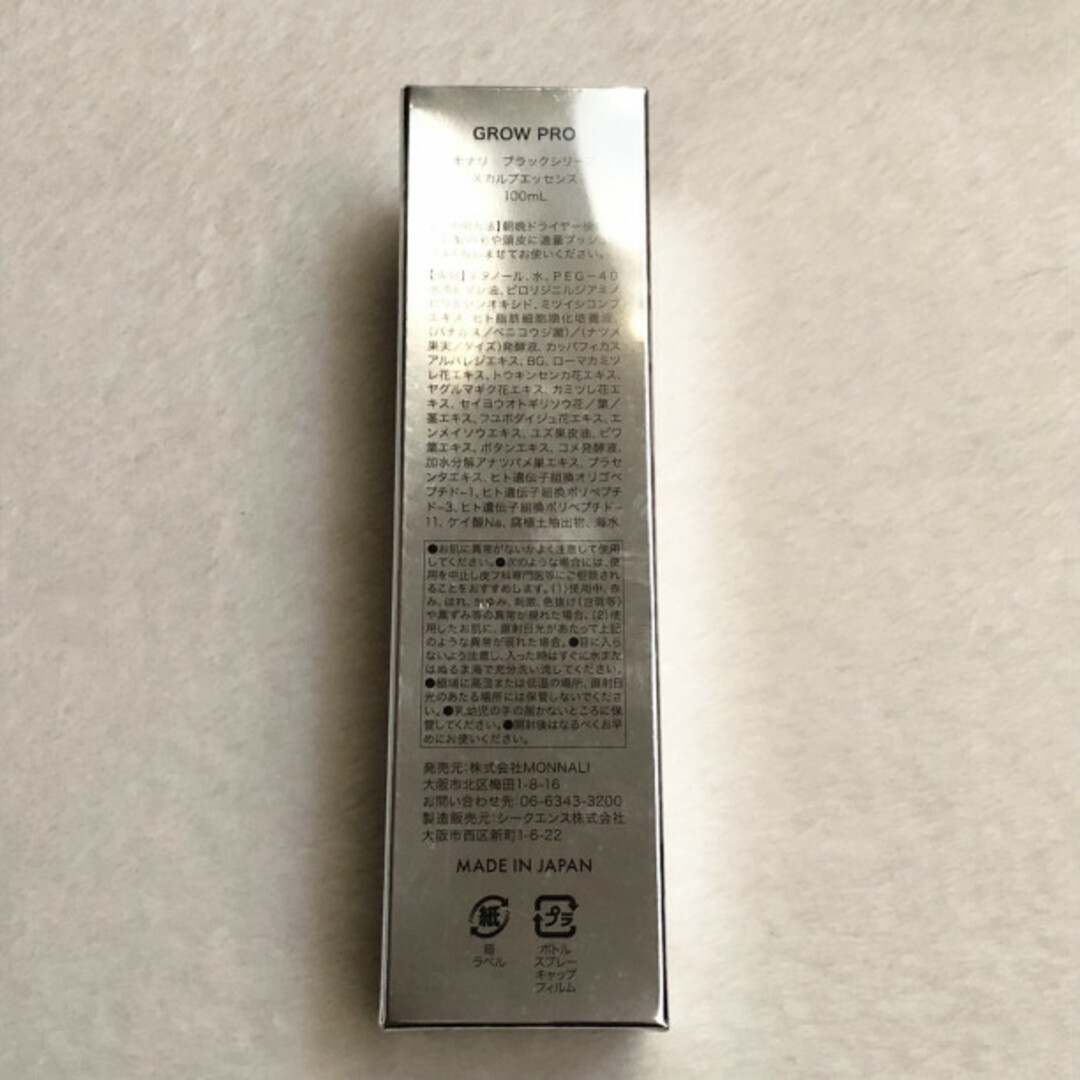 GROW PRO
モナリ ブラックシリーズ
スカルプエッセンス
100mL
法】朝晩ドライヤー後
や頭皮に適量プッシュ
ませてお使いください。
エタノール、水、PEG-40
油、ピロリジニルジアミノ
ピリミジンオキシド、ミツイシコンブ
エキス、ヒト脂肪細胞順化培養液、
(バチルス/ベニコウジ菌)/(ナツメ
果実/ダイズ)発酵液、カッパフィカス
アルバレジエキス、BG、ローマカミツ
レ花エキス、トウキンセンカ花エキス、
ヤグルマギク花エキス、カミツレ花エ
キス、セイヨウオトギリソウ花/葉/
茎エキス、フユボダイジュ花エキス、エ
ンメイソウエキス、ユズ果皮油、ビワ
葉エキス、ボタンエキス、コメ発酵液、
加水分解アナツバメ巣エキス、プラセ
ンタエキス、ヒト遺伝子組換オリゴペ
プチド-1、ヒト遺伝子組換ポリペプチ
ド-3、ヒト遺伝子組換ポリペプチド-
11、ケイ酸Na、腐植土抽出物、海水
●お肌に異常がないかよく注意して使用
してください。●次のような場合には、使
用を中止し皮フ科専門医等にご相談され
ることをおすすめします。(1)使用中、赤
み、はれ、かゆみ、刺激、色抜け(白斑等)
や黒ずみ等の異常が現れた場合。(2)使
用したお肌に、直射日光があたって上記
のような異常が現れた場合。●目に入ら
ないよう注意し、入った時はすぐに水また
はぬるま湯で充分洗い流してください。
●極端に高温または低温の場所、直射日
光のあたる場所には保管しないでくださ
い。●乳幼児の手の届かないところに保
管してください。●開封後はなるべくお早
めにお使いください。
発売元:株式会社MONNALI
大阪市北区梅田1-8-16
お問い合わせ先:06-6343-3200
製造販売元:シークエンス株式会社
大阪市西区新町1-6-22
MADE IN JAPAN
紙 プラ
箱
ラベル
ボトル
スプレー
キャップ
フィルム